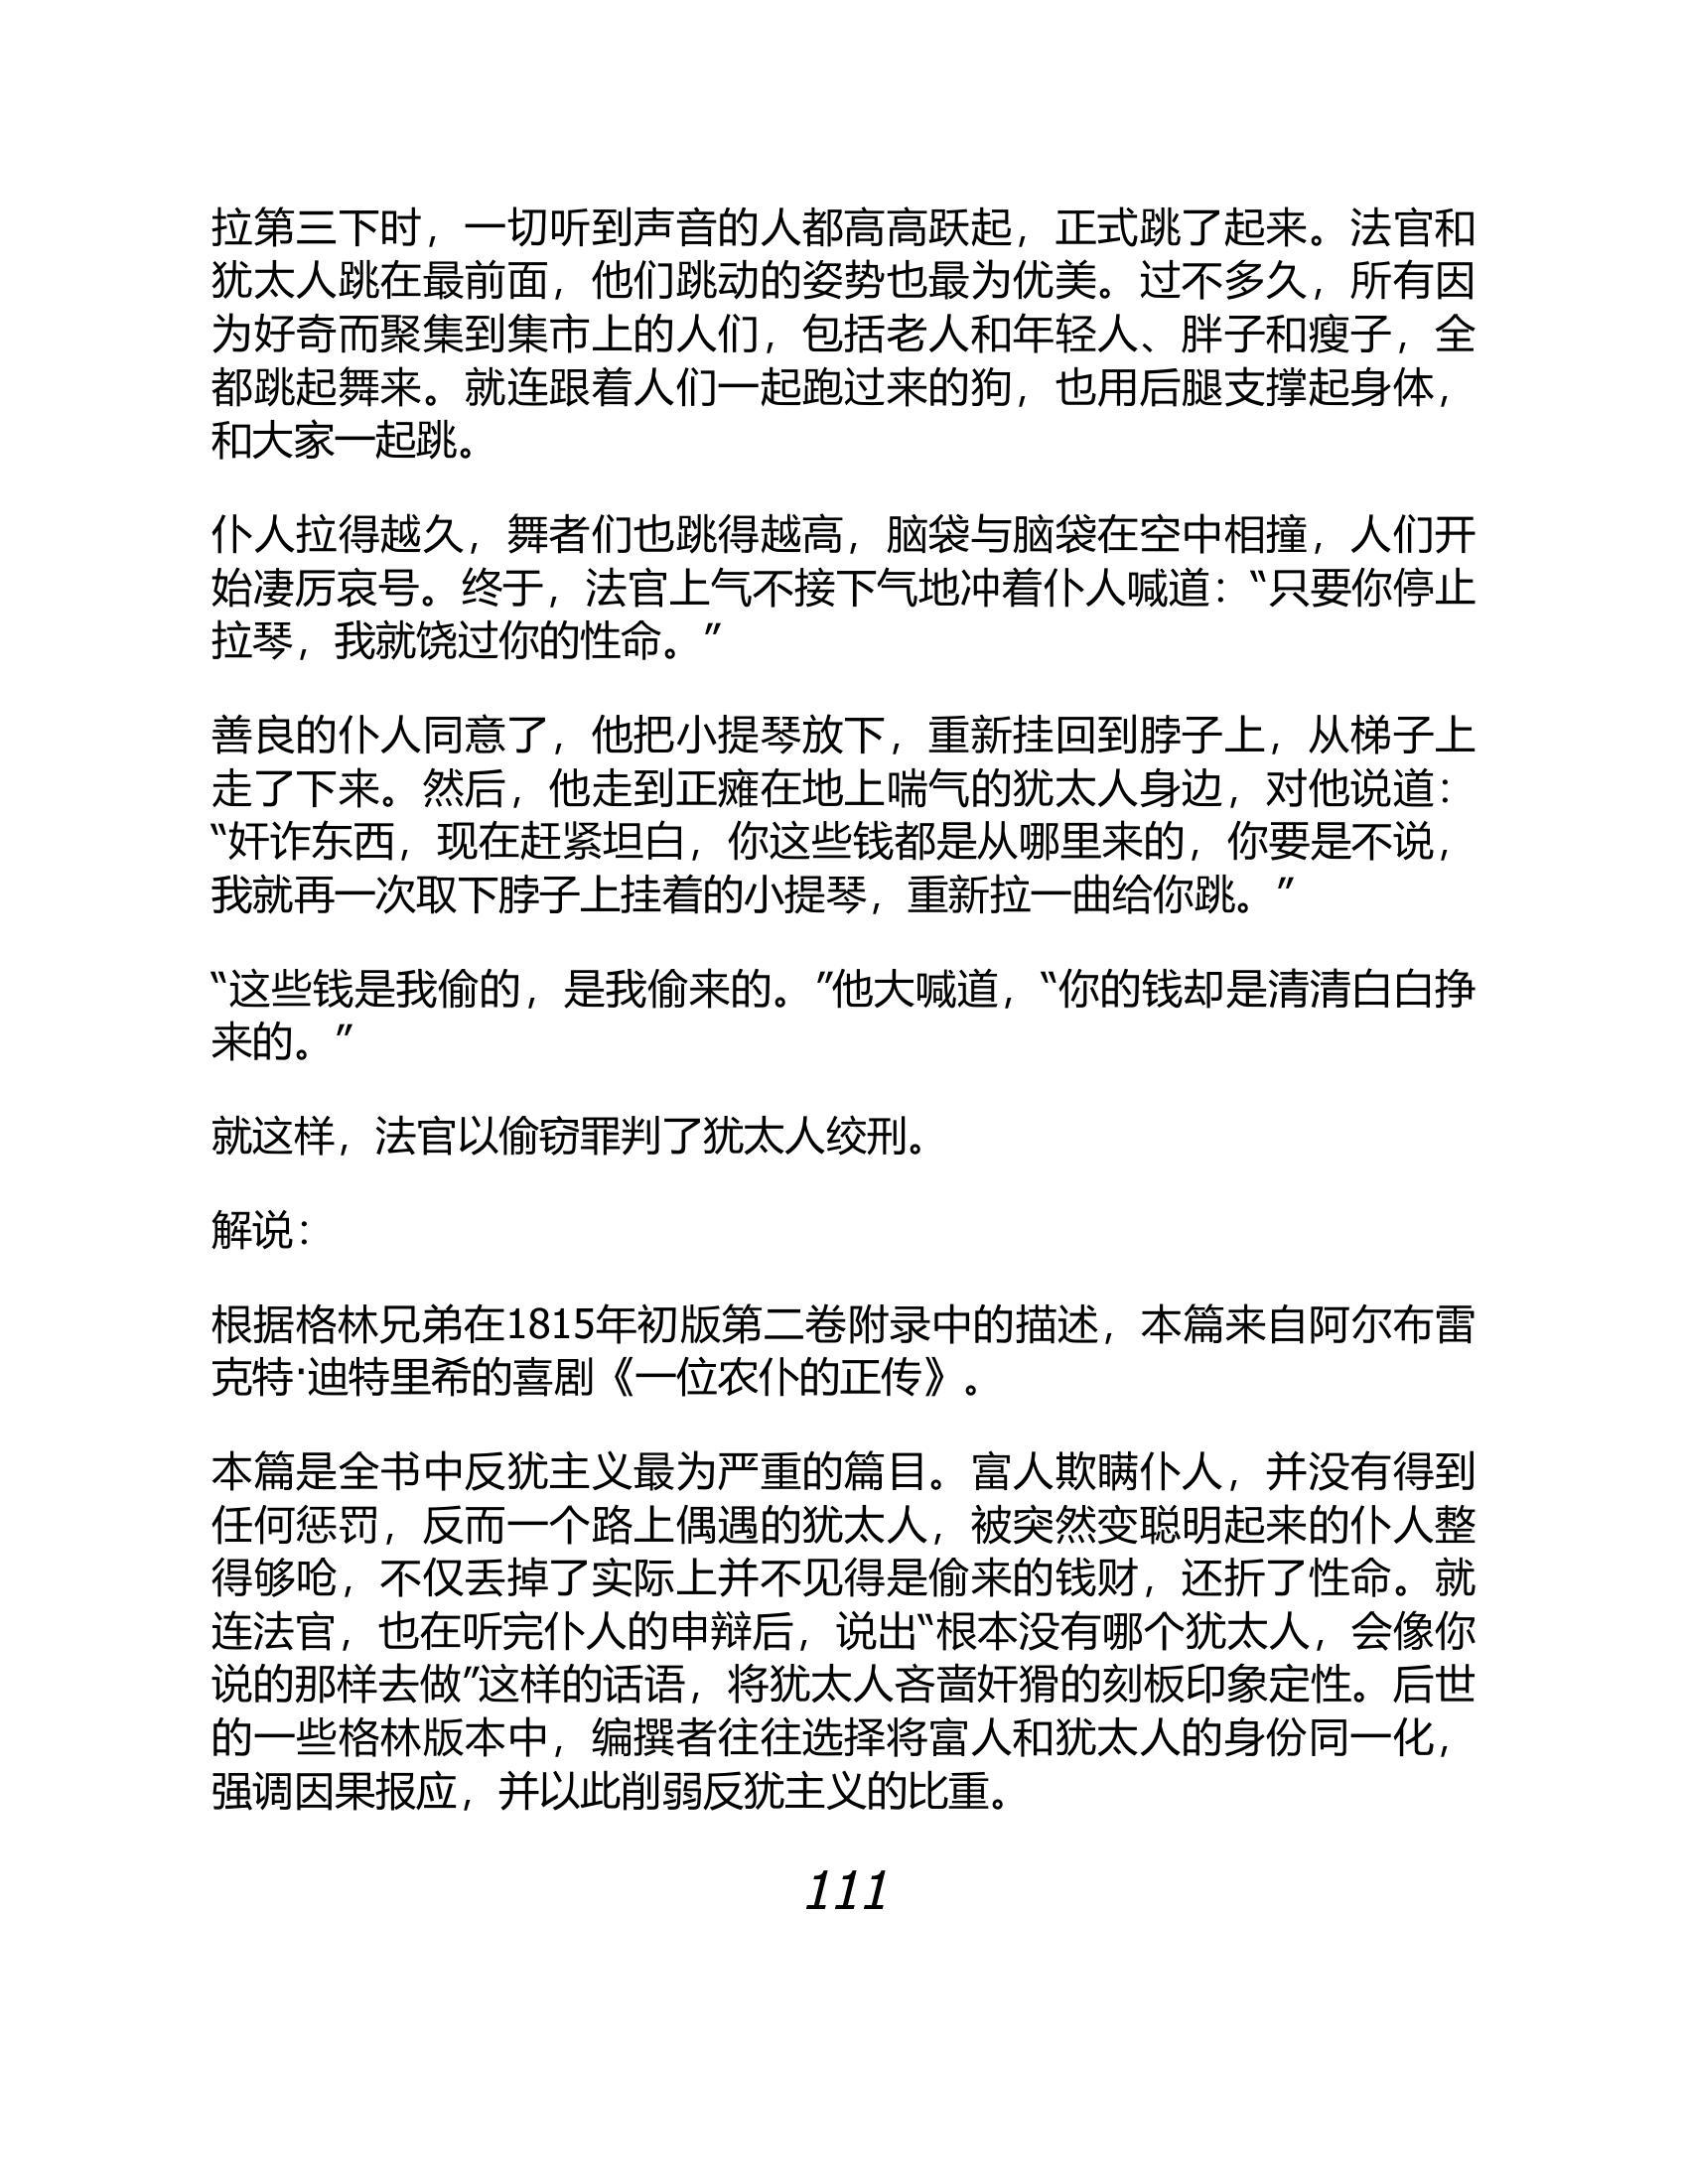 拉第三下时，一切听到声音的人都高高跃起，正式跳了起来。法官和
犹太人跳在最前面，他们跳动的姿势也最为优美。过不多久，所有因
为好奇而聚集到集市上的人们，包括老人和年轻人、胖子和瘦子，全
都跳起舞来。就连跟着人们一起跑过来的狗，也用后腿支撑起身体，
和大家一起跳。
仆人拉得越久，舞者们也跳得越高，脑袋与脑袋在空中相撞，人们开
始凄厉哀号。终于，法官上气不接下气地冲着仆人喊道：“只要你停止
拉琴，我就饶过你的性命。”
善良的仆人同意了，他把小提琴放下，重新挂回到脖子上，从梯子上
走了下来。然后，他走到正瘫在地上喘气的犹太人身边，对他说道：
“奸诈东西，现在赶紧坦白，你这些钱都是从哪里来的，你要是不说，
我就再一次取下脖子上挂着的小提琴，重新拉一曲给你跳。”
“这些钱是我偷的，是我偷来的。”他大喊道，“你的钱却是清清白白挣
来的。”
就这样，法官以偷窃罪判了犹太人绞刑。
解说：
根据格林兄弟在1815年初版第二卷附录中的描述，本篇来自阿尔布雷
克特·迪特里希的喜剧《一位农仆的正传》。
本篇是全书中反犹主义最为严重的篇目。富人欺瞒仆人，并没有得到
任何惩罚，反而一个路上偶遇的犹太人，被突然变聪明起来的仆人整
得够呛，不仅丢掉了实际上并不见得是偷来的钱财，还折了性命。就
连法官，也在听完仆人的申辩后，说出“根本没有哪个犹太人，会像你
说的那样去做”这样的话语，将犹太人吝啬奸猾的刻板印象定性。后世
的一些格林版本中，编撰者往往选择将富人和犹太人的身份同一化，
强调因果报应，并以此削弱反犹主义的比重。
111